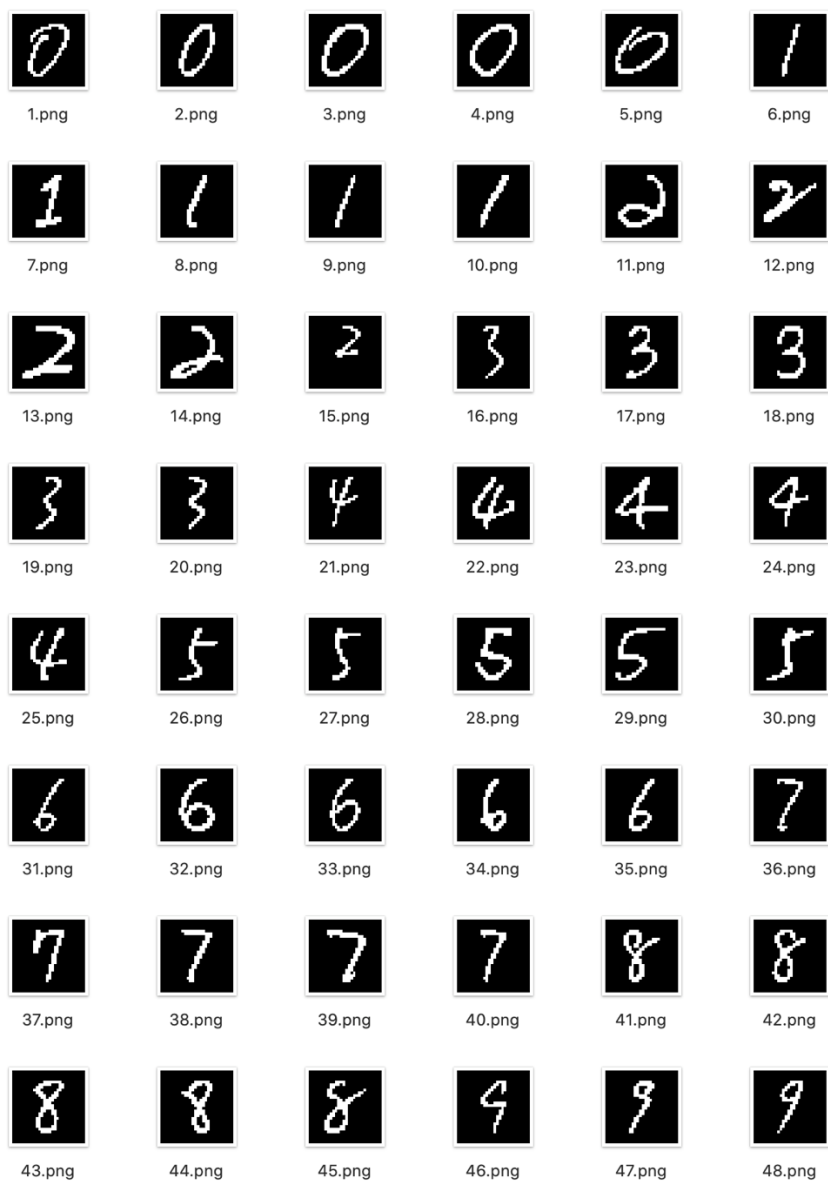 0 0 0 0 0 1
1.png 2.png 3.png 4.png 5.png 6.png
1 1 1 1 2 2
7.png 8.png 9.png 10.png 11.png 12.png
2 2 2 3 3 3
13.png 14.png 15.png 16.png 17.png 18.png
3 3 4 4 4 4
19.png 20.png 21.png 22.png 23.png 24.png
4 5 5 5 5 5
25.png 26.png 27.png 28.png 29.png 30.png
6 6 6 6 6 7
31.png 32.png 33.png 34.png 35.png 36.png
7 7 7 7 8 8
37.png 38.png 39.png 40.png 41.png 42.png
8 8 8 9 9 9
43.png 44.png 45.png 46.png 47.png 48.png